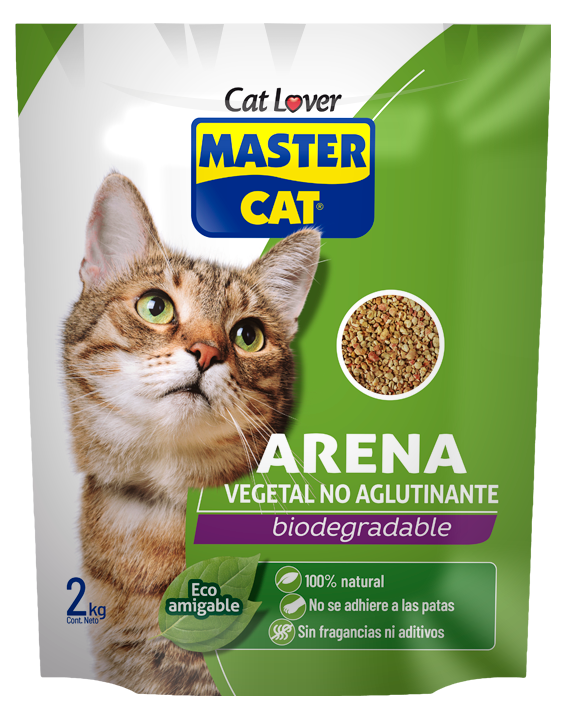 Cat Lover
MASTER
CAT®
ARENA
VEGETAL NO AGLUTINANTE
biodegradable
2kg
Cont. Neto
Eco
amigable
100% natural
No se adhiere a las patas
Sin fragancias ni aditivos